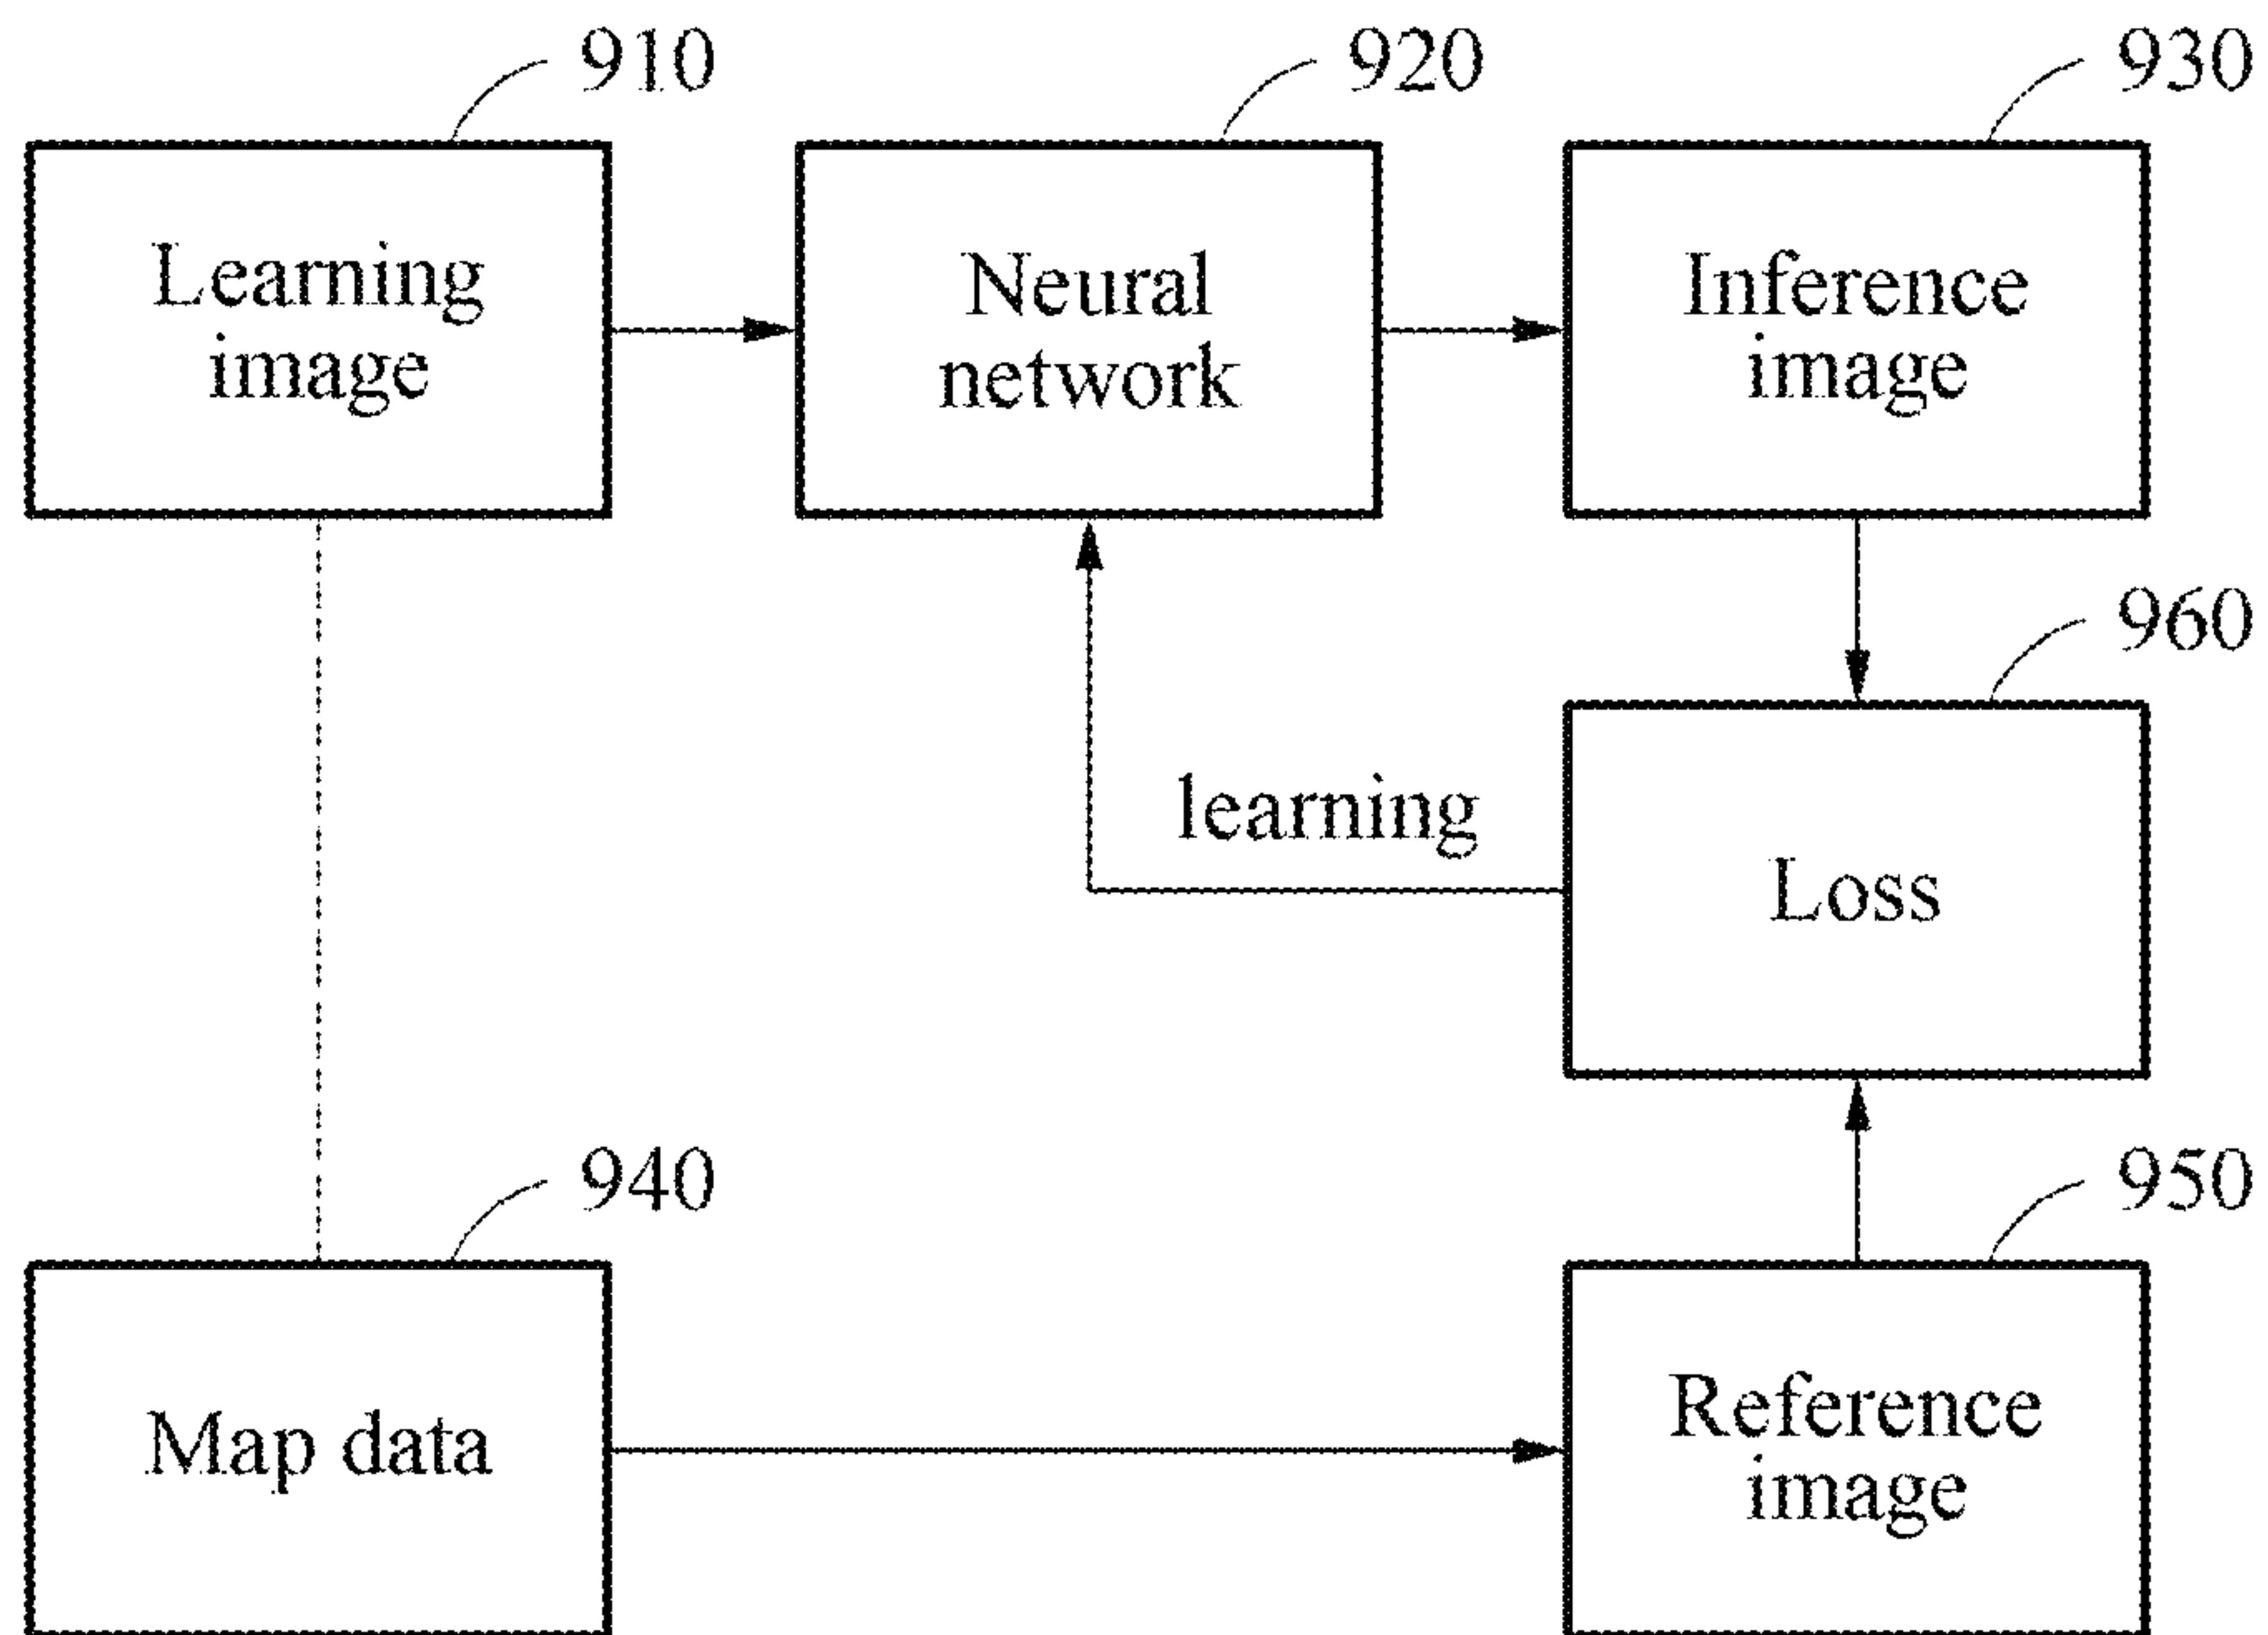 910
920
930
Learning
image
Neural
network
Inference
image
960
learning
Loss
940
950
Map data
Reference
image